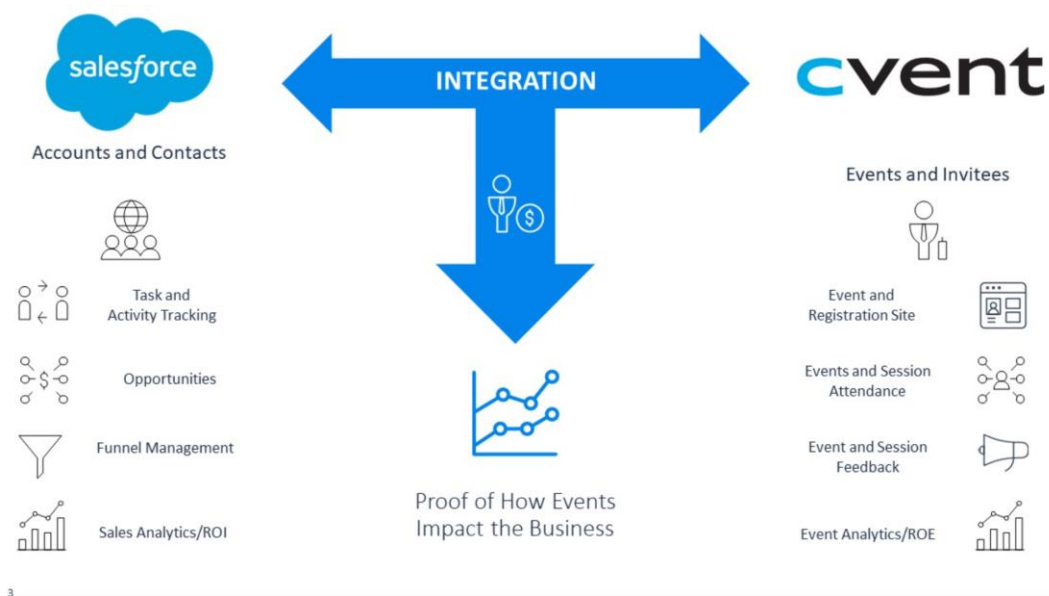 salesforce
Accounts and Contacts
Task and
Activity Tracking
$
Opportunities
Funnel Management
Sales Analytics/ROI
INTEGRATION
$
Proof of How Events
Impact the Business
cvent
Events and Invitees
Event and
Registration Site
Events and Session
Attendance
Event and Session
Feedback
Event Analytics/ROE
3